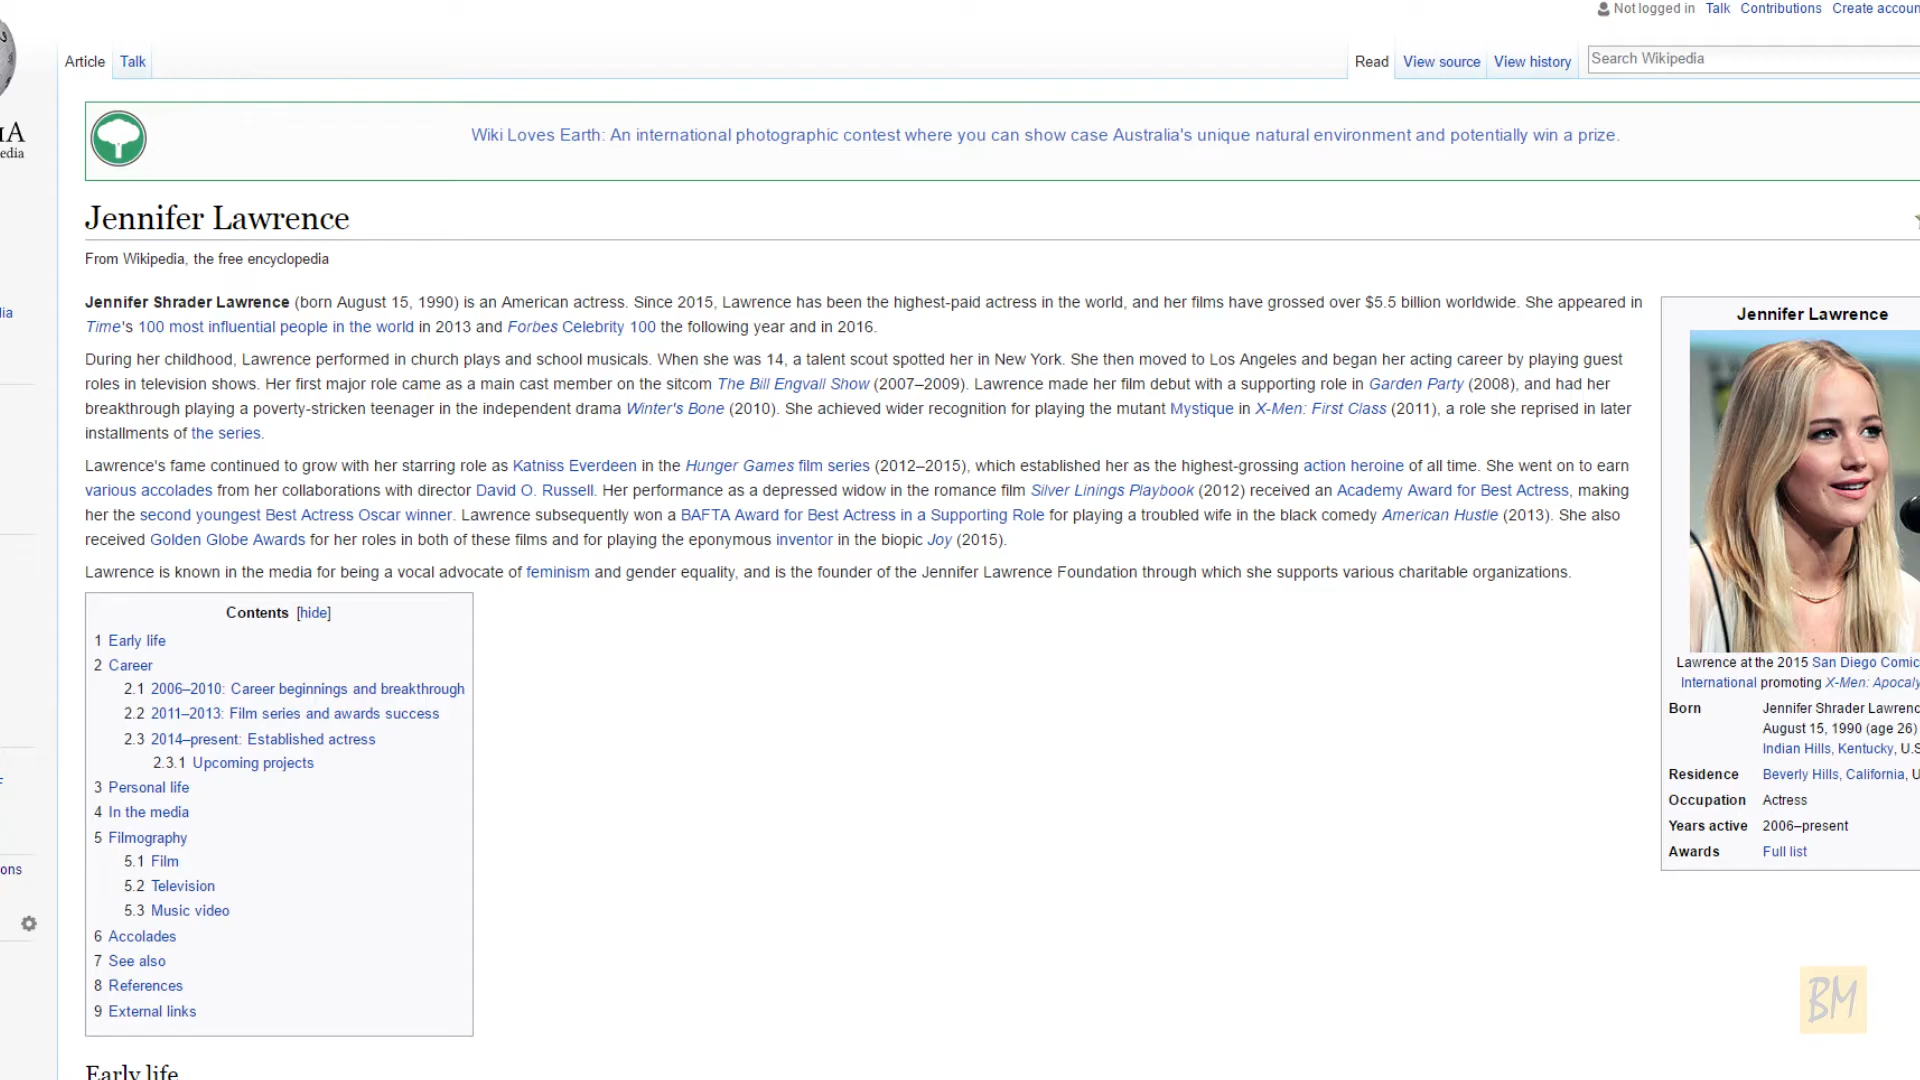 Not logged in Talk Contributions Create accoun
Article Talk Read View source View history Search Wikipedia
Wiki Loves Earth: An international photographic contest where you can show case Australia's unique natural environment and potentially win a prize.
IA
edia
Jennifer Lawrence
From Wikipedia, the free encyclopedia
Jennifer Shrader Lawrence (born August 15, 1990) is an American actress. Since 2015, Lawrence has been the highest-paid actress in the world, and her films have grossed over $5.5 billion worldwide. She appeared in
Time's 100 most influential people in the world in 2013 and Forbes Celebrity 100 the following year and in 2016.
During her childhood, Lawrence performed in church plays and school musicals. When she was 14, a talent scout spotted her in New York. She then moved to Los Angeles and began her acting career by playing guest
roles in television shows. Her first major role came as a main cast member on the sitcom The Bill Engvall Show (2007–2009). Lawrence made her film debut with a supporting role in Garden Party (2008), and had her
breakthrough playing a poverty-stricken teenager in the independent drama Winter's Bone (2010). She achieved wider recognition for playing the mutant Mystique in X-Men: First Class (2011), a role she reprised in later
installments of the series.
Lawrence's fame continued to grow with her starring role as Katniss Everdeen in the Hunger Games film series (2012–2015), which established her as the highest-grossing action heroine of all time. She went on to earn
various accolades from her collaborations with director David O. Russell. Her performance as a depressed widow in the romance film Silver Linings Playbook (2012) received an Academy Award for Best Actress, making
her the second youngest Best Actress Oscar winner. Lawrence subsequently won a BAFTA Award for Best Actress in a Supporting Role for playing a troubled wife in the black comedy American Hustle (2013). She also
received Golden Globe Awards for her roles in both of these films and for playing the eponymous inventor in the biopic Joy (2015).
Lawrence is known in the media for being a vocal advocate of feminism and gender equality, and is the founder of the Jennifer Lawrence Foundation through which she supports various charitable organizations.
Contents [hide]
1 Early life
2 Career
2.1 2006–2010: Career beginnings and breakthrough
2.2 2011–2013: Film series and awards success
2.3 2014–present: Established actress
2.3.1 Upcoming projects
3 Personal life
4 In the media
5 Filmography
5.1 Film
5.2 Television
5.3 Music video
6 Accolades
7 See also
8 References
9 External links
Early life
Jennifer Lawrence
Lawrence at the 2015 San Diego Comic
International promoting X-Men: Apocaly
Born Jennifer Shrader Lawrenc
August 15, 1990 (age 26)
Indian Hills, Kentucky, U.S
Residence Beverly Hills, California, U
Occupation Actress
Years active 2006–present
Awards Full list
dia
ons
BM